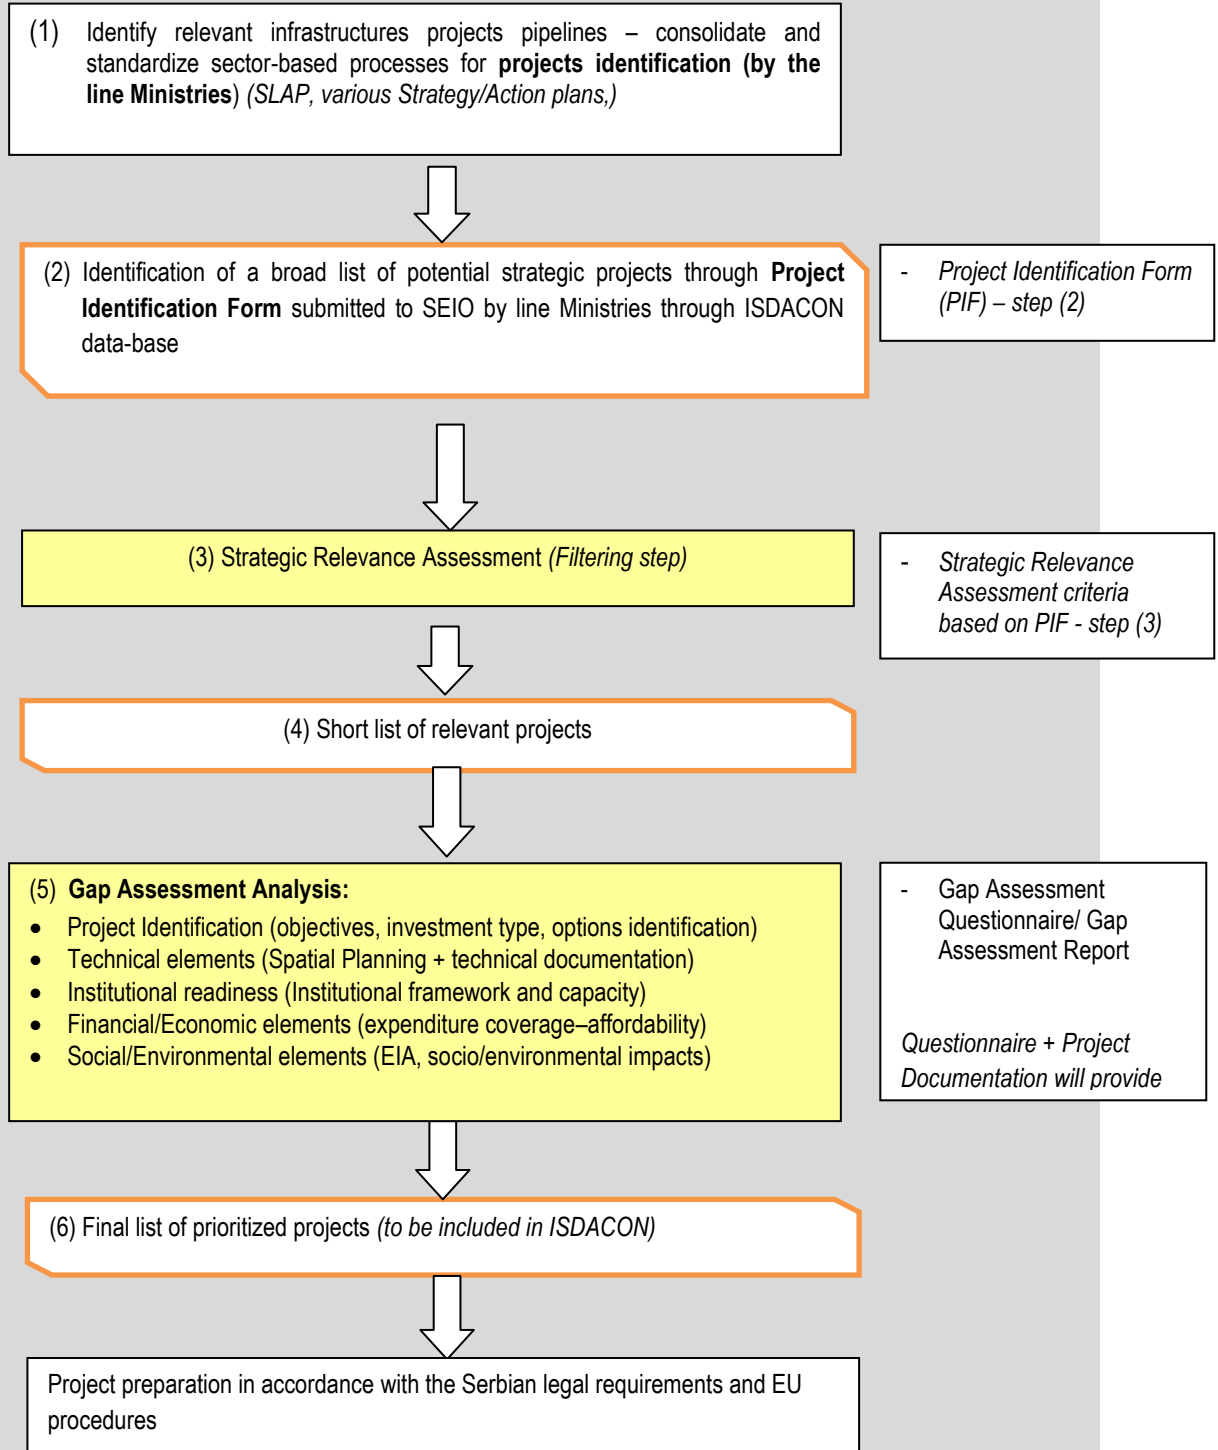 (1) Identify relevant infrastructures projects pipelines – consolidate and
standardize sector-based processes for projects identification (by the
line Ministries) (SLAP, various Strategy/Action plans,)
(2) Identification of a broad list of potential strategic projects through Project
Identification Form submitted to SEIO by line Ministries through ISDACON
data-base
- Project Identification Form
(PIF) – step (2)
(3) Strategic Relevance Assessment (Filtering step)
- Strategic Relevance
Assessment criteria
based on PIF - step (3)
(4) Short list of relevant projects
(5) Gap Assessment Analysis:
• Project Identification (objectives, investment type, options identification)
• Technical elements (Spatial Planning + technical documentation)
• Institutional readiness (Institutional framework and capacity)
• Financial/Economic elements (expenditure coverage–affordability)
• Social/Environmental elements (EIA, socio/environmental impacts)
- Gap Assessment
Questionnaire/ Gap
Assessment Report
Questionnaire + Project
Documentation will provide
(6) Final list of prioritized projects (to be included in ISDACON)
Project preparation in accordance with the Serbian legal requirements and EU
procedures